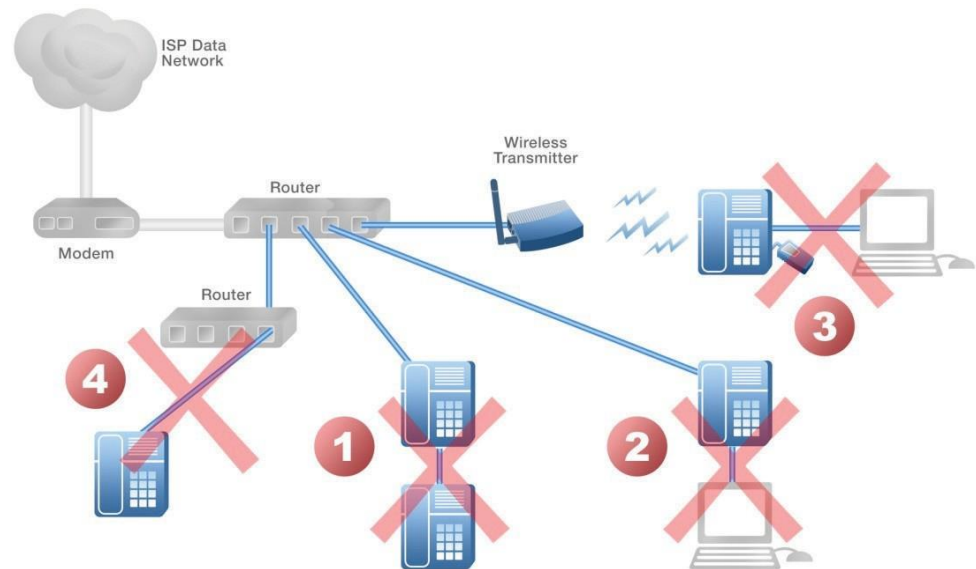 ISP Data
Network
Wireless
Transmitter
Router
Modem
Router
3
4
1
2